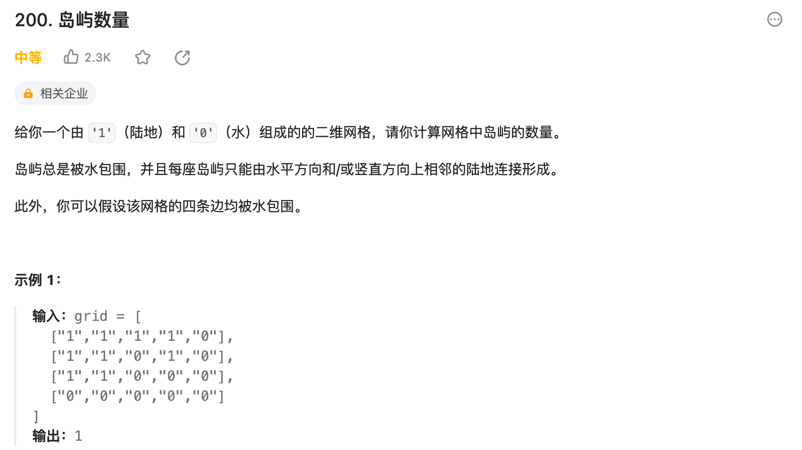 200. 岛屿数量
中等 2.3K
相关企业
给你一个由 '1'（陆地）和 '0'（水）组成的的二维网格，请你计算网格中岛屿的数量。
岛屿总是被水包围，并且每座岛屿只能由水平方向和/或竖直方向上相邻的陆地连接形成。
此外，你可以假设该网格的四条边均被水包围。
示例 1：
输入：grid = [
["1","1","1","1","0"],
["1","1","0","1","0"],
["1","1","0","0","0"],
["0","0","0","0","0"]
]
输出：1